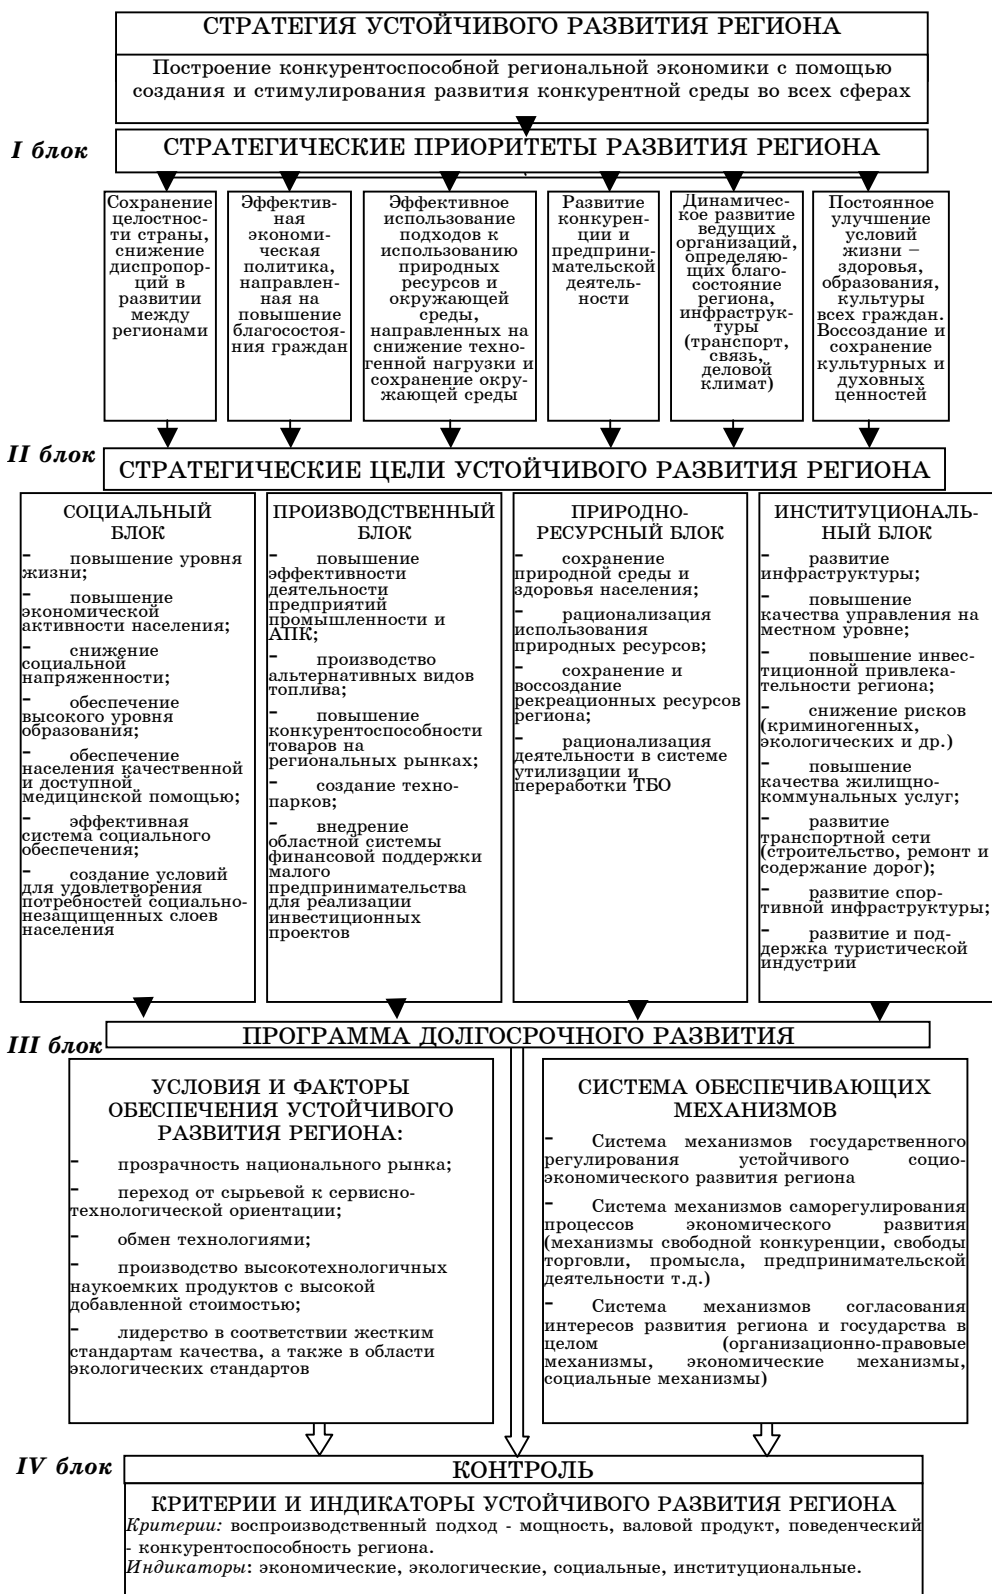 СТРАТЕГИЯ УСТОЙЧИВОГО РАЗВИТИЯ РЕГИОНА
Построение конкурентоспособной региональной экономики с помощью
создания и стимулирования развития конкурентной среды во всех сферах
I блок
СТРАТЕГИЧЕСКИЕ ПРИОРИТЕТЫ РАЗВИТИЯ РЕГИОНА
Сохранение
целостнос-
ти страны,
снижение
диспропор-
ций в
развитии
между
регионами
Эффектив-
ная
экономи-
ческая
политика,
направлен-
ная на
повышение
благосостоя-
ния граждан
Эффективное
использование
подходов к
использованию
природных
ресурсов и
окружающей
среды,
направленных на
снижение техно-
генной нагрузки и
сохранение окру-
жающей среды
Развитие
конкурен-
ции и
предприни-
мательской
деятель-
ности
Динамичес-
кое развитие
ведущих
организаций,
определяю-
щих благо-
состояние
региона,
инфраструк-
туры
(транспорт,
связь,
деловой
климат)
Постоянное
улучшение
условий
жизни –
здоровья,
образования,
культуры
всех граждан.
Воссоздание и
сохранение
культурных и
духовных
ценностей
II блок
СТРАТЕГИЧЕСКИЕ ЦЕЛИ УСТОЙЧИВОГО РАЗВИТИЯ РЕГИОНА
СОЦИАЛЬНЫЙ
БЛОК
- повышение уровня
жизни;
- повышение
экономической
активности населения;
- снижение
социальной
напряженности;
- обеспечение
высокого уровня
образования;
- обеспечение
населения качественной
и доступной
медицинской помощью;
- эффективная
система социального
обеспечения;
- создание условий
для удовлетворения
потребностей социально-
незащищенных слоев
населения
ПРОИЗВОДСТВЕННЫЙ
БЛОК
- повышение
эффективности
деятельности
предприятий
промышленности и
АПК;
- производство
альтернативных видов
топлива;
- повышение
конкурентоспособности
товаров на
региональных рынках;
- создание техно-
парков;
- внедрение
областной системы
финансовой поддержки
малого
предпринимательства
для реализации
инвестиционных
проектов
ПРИРОДНО-
РЕСУРСНЫЙ БЛОК
- сохранение
природной среды и
здоровья населения;
- рационализация
использования
природных ресурсов;
- сохранение и
воссоздание
рекреационных ресурсов
региона;
- рационализация
деятельности в системе
утилизации и
переработки ТБО
ИНСТИТУЦИОНАЛЬ-
НЫЙ БЛОК
- развитие
инфраструктуры;
- повышение
качества управления на
местном уровне;
- повышение инвес-
тиционной привлека-
тельности региона;
- снижение рисков
(криминогенных,
экологических и др.)
- повышение
качества жилищно-
коммунальных услуг;
- развитие
транспортной сети
(строительство, ремонт и
содержание дорог);
- развитие спор-
тивной инфраструктуры;
- развитие и под-
держка туристической
индустрии
III блок
ПРОГРАММА ДОЛГОСРОЧНОГО РАЗВИТИЯ
УСЛОВИЯ И ФАКТОРЫ
ОБЕСПЕЧЕНИЯ УСТОЙЧИВОГО
РАЗВИТИЯ РЕГИОНА:
- прозрачность национального рынка;
- переход от сырьевой к сервисно-
технологической ориентации;
- обмен технологиями;
- производство высокотехнологичных
наукоемких продуктов с высокой
добавленной стоимостью;
- лидерство в соответствии жестким
стандартам качества, а также в области
экологических стандартов
СИСТЕМА ОБЕСПЕЧИВАЮЩИХ
МЕХАНИЗМОВ
- Система механизмов государственного
регулирования устойчивого социо-
экономического развития региона
- Система механизмов саморегулирования
процессов экономического развития
(механизмы свободной конкуренции, свободы
торговли, промысла, предпринимательской
деятельности т.д.)
- Система механизмов согласования
интересов развития региона и государства в
целом (организационно-правовые
механизмы, экономические механизмы,
социальные механизмы)
IV блок
КОНТРОЛЬ
КРИТЕРИИ И ИНДИКАТОРЫ УСТОЙЧИВОГО РАЗВИТИЯ РЕГИОНА
Критерии: воспроизводственный подход - мощность, валовой продукт, поведенческий
- конкурентоспособность региона.
Индикаторы: экономические, экологические, социальные, институциональные.